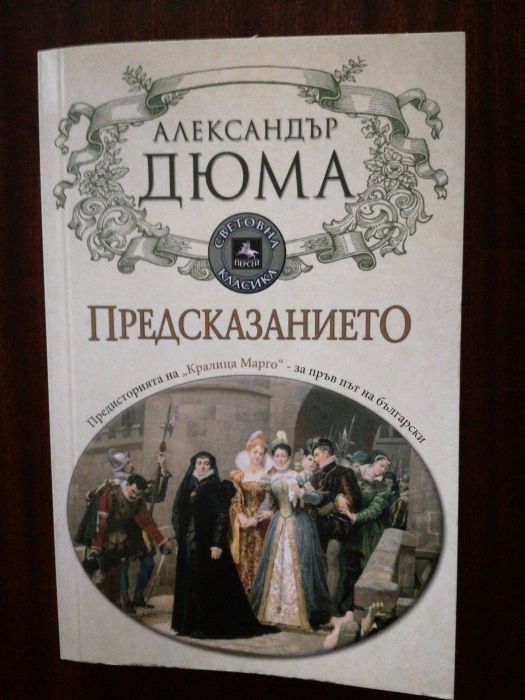 АЛЕКСАНДЪР
ДЮМА
СВЕТОВНА
ПЕРСЕЙ
КЛАСИКА
ПРЕДСКАЗАНИЕТО
Предисторията на „Кралица Марго“ - за пръв път на български